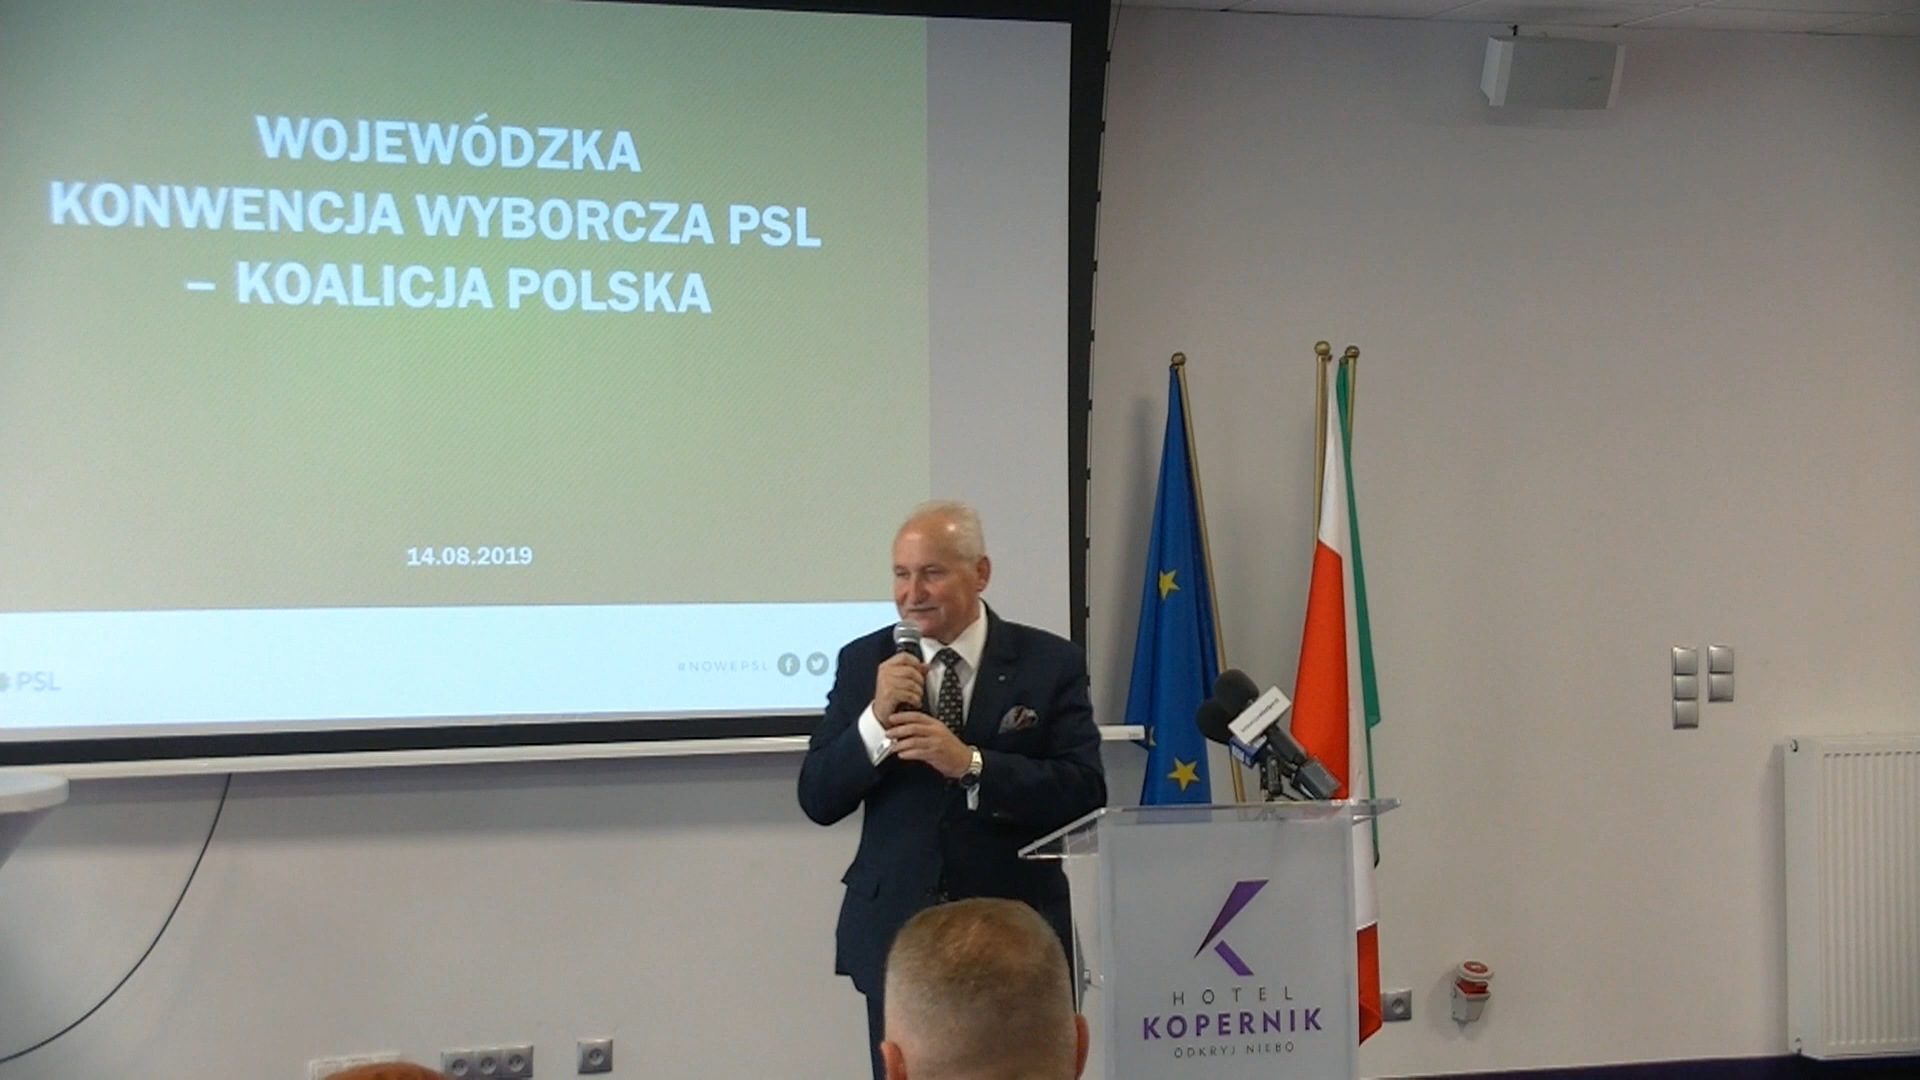 WOJEWÓDZKA
KONWENCJA WYBORCZA PSL
– KOALICJA POLSKA
14.08.2019
#NOWEPSL
PSL
HOTEL
KOPERNIK
ODKRYJ NIEBO